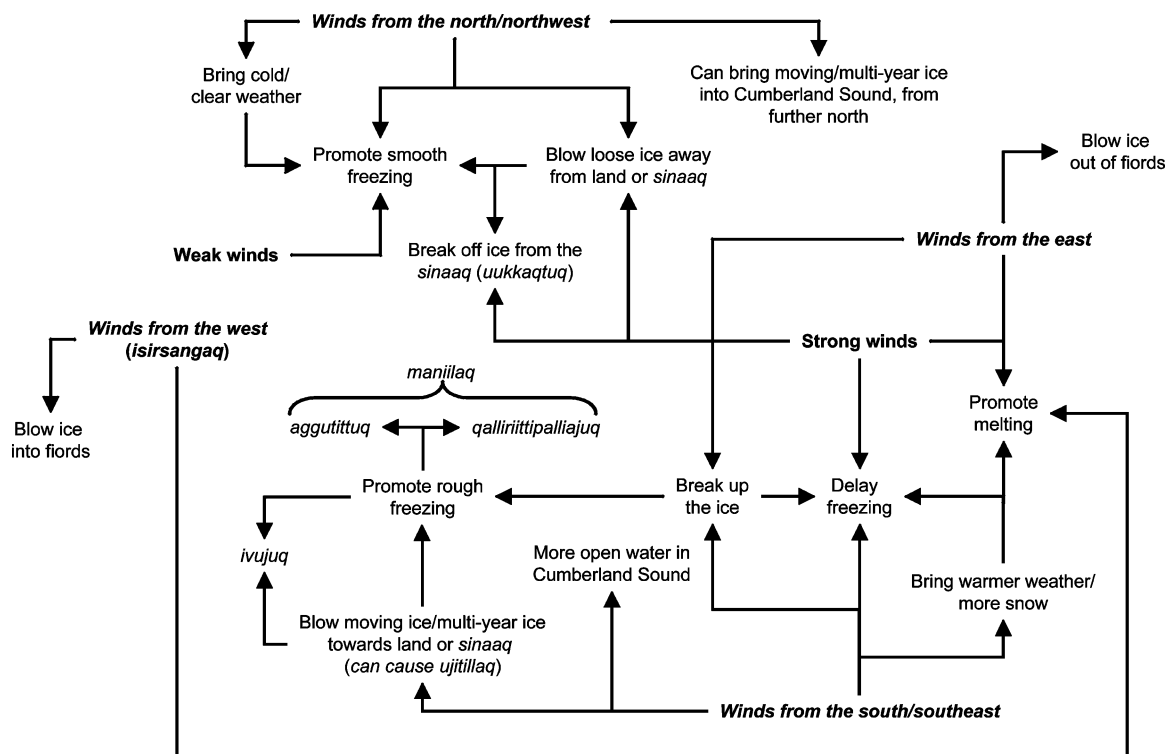 Winds from the north/northwest
Bring cold/
clear weather
Can bring moving/multi-year ice
into Cumberland Sound, from
further north
Promote smooth
freezing
Blow loose ice away
from land or sinaaq
Blow ice
out of fiords
Weak winds
Break off ice from the
sinaaq (uukkaqtuq)
Winds from the east
Winds from the west
(isirsangaq)
Strong winds
maniilaq
aggutittuq
qalliriittipalliajuq
Promote
melting
Blow ice
into fiords
Promote rough
freezing
Break up
the ice
Delay
freezing
ivujuq
More open water in
Cumberland Sound
Bring warmer weather/
more snow
Blow moving ice/multi-year ice
towards land or sinaaq
(can cause ujitillaq)
Winds from the south/southeast